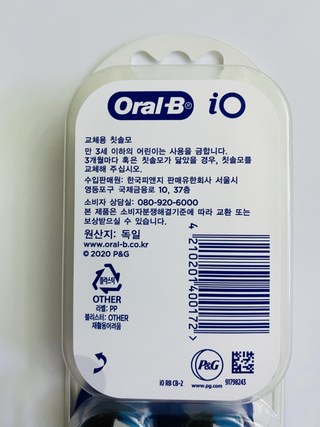 Oral-B iO
교체용 칫솔모
만 3세 이하의 어린이는 사용을 금합니다.
3개월마다 혹은 칫솔모가 닳았을 경우, 칫솔모를
교체해 주십시오.
수입판매원: 한국피앤지 판매유한회사 서울시
영등포구 국제금융로 10, 37층
소비자 상담실: 080-920-6000
본 제품은 소비자분쟁해결기준에 따라 교환 또는
보상받으실 수 있습니다.
원산지: 독일
www.oral-b.co.kr
© 2020 P&G
플라스틱
OTHER
라벨: PP
블리스터: OTHER
재활용어려움
4 210201 400172 >
P&G
www.pg.com
iO RB CB-2
91798243